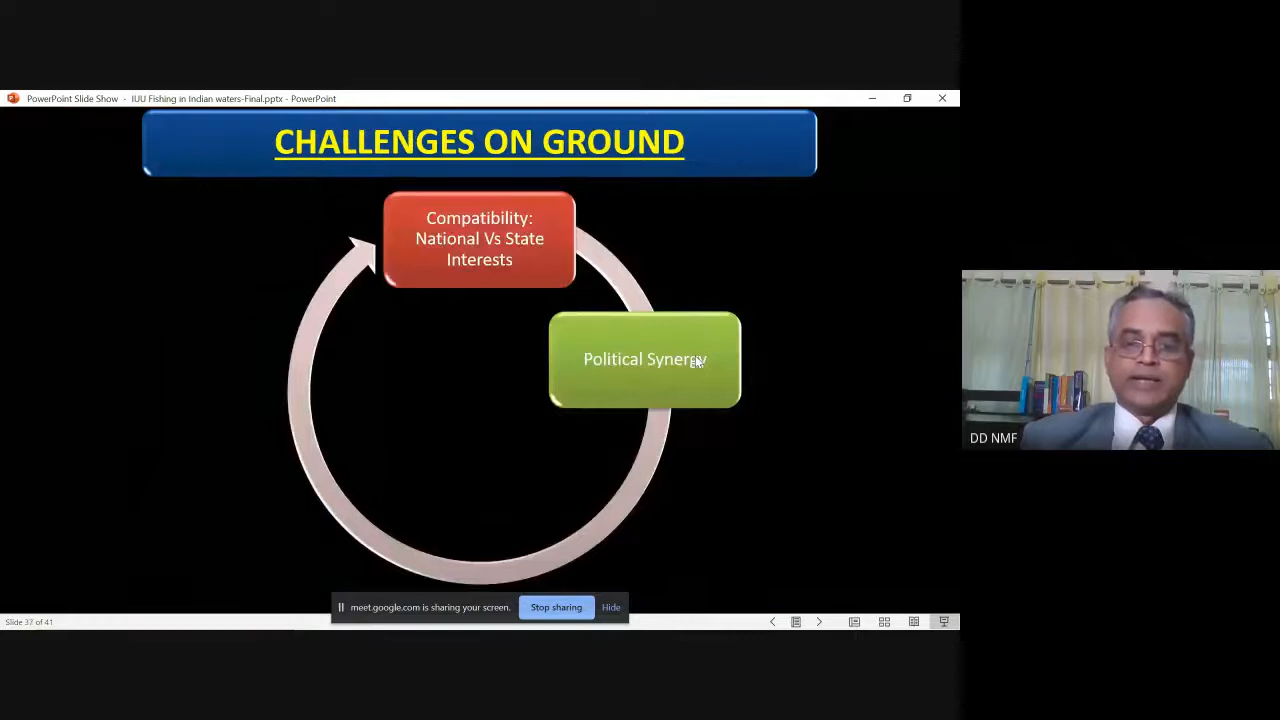 PowerPoint Slide Show - IUU Fishing in Indian waters-Final.pptx - PowerPoint
CHALLENGES ON GROUND
Compatibility:
National Vs State
Interests
Political Synergy
DD NMF
meet.google.com is sharing your screen.
Stop sharing
Hide
Slide 37 of 41